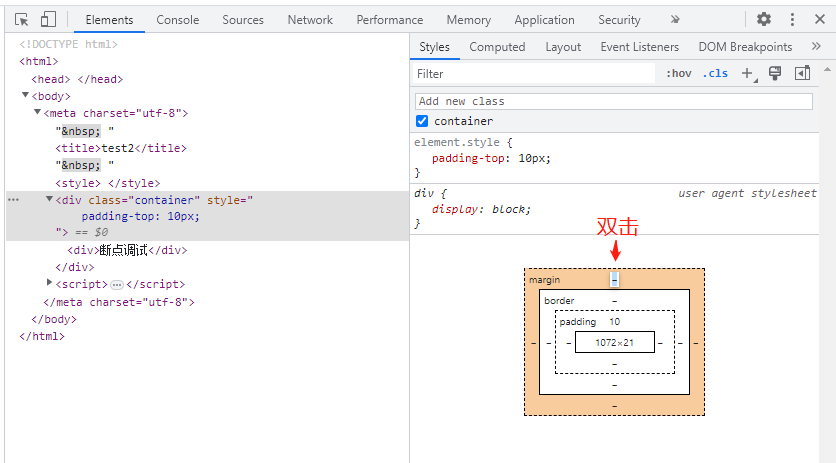 Elements Console Sources Network Performance Memory Application Security »
<!DOCTYPE html>
<html>
<head> </head>
<body>
<meta charset="utf-8">
"&nbsp; "
<title>test2</title>
"&nbsp; "
<style> </style>
<div class="container" style="
padding-top: 10px;
"> == $0
<div>断点调试</div>
</div>
<script>…</script>
</meta charset="utf-8">
</body>
</html>
Styles Computed Layout Event Listeners DOM Breakpoints »
Filter :hov .cls +
Add new class
container
element.style {
padding-top: 10px;
}
div { user agent stylesheet
display: block;
}
双击
margin –
border –
padding 10
– – – 1072×21 – – –
–
–
–